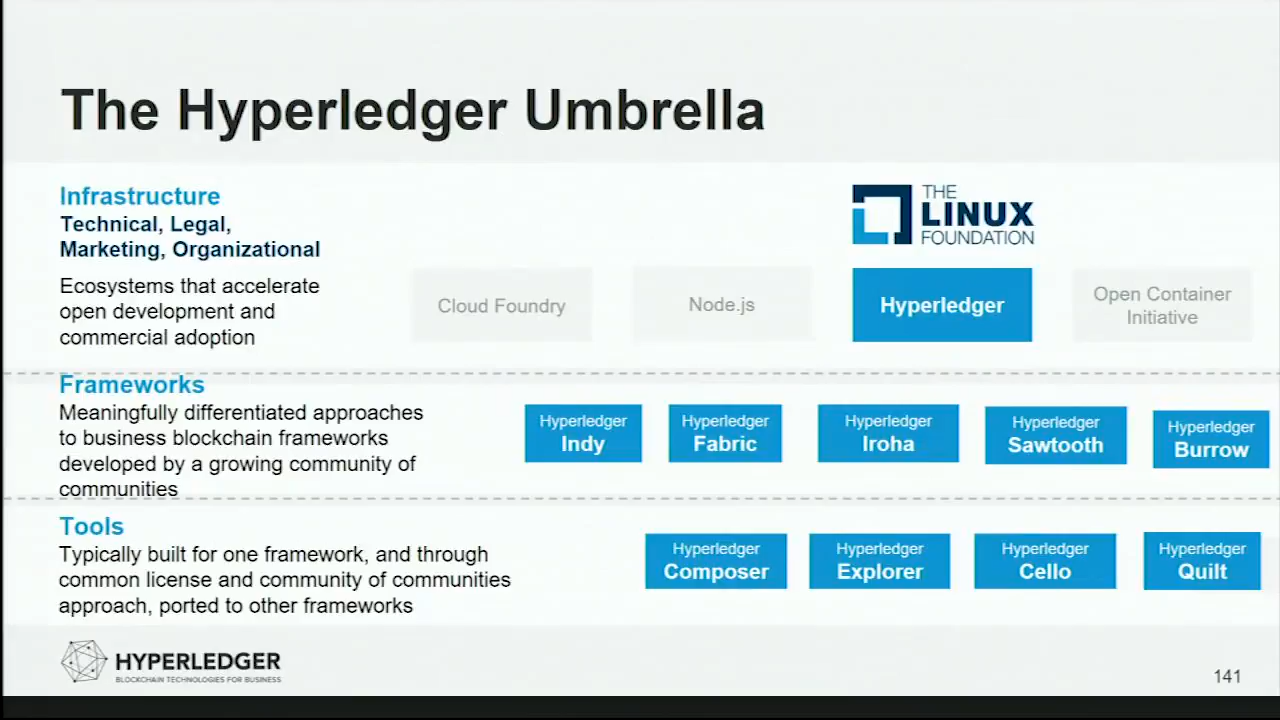 The Hyperledger Umbrella
Infrastructure
Technical, Legal,
Marketing, Organizational
Ecosystems that accelerate
open development and
commercial adoption
THE
LINUX
FOUNDATION
Cloud Foundry
Node.js
Hyperledger
Open Container
Initiative
Frameworks
Meaningfully differentiated approaches
to business blockchain frameworks
developed by a growing community of
communities
Hyperledger
Indy
Hyperledger
Fabric
Hyperledger
Iroha
Hyperledger
Sawtooth
Hyperledger
Burrow
Tools
Typically built for one framework, and through
common license and community of communities
approach, ported to other frameworks
Hyperledger
Composer
Hyperledger
Explorer
Hyperledger
Cello
Hyperledger
Quilt
HYPERLEDGER
BLOCKCHAIN TECHNOLOGIES FOR BUSINESS
141